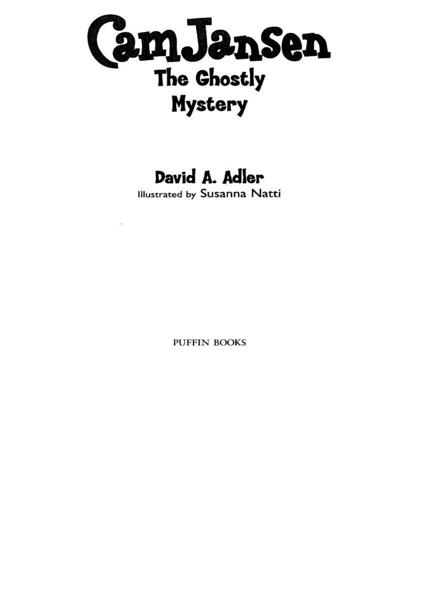 Cam Jansen
The Ghostly
Mystery
David A. Adler
Illustrated by Susanna Natti
PUFFIN BOOKS